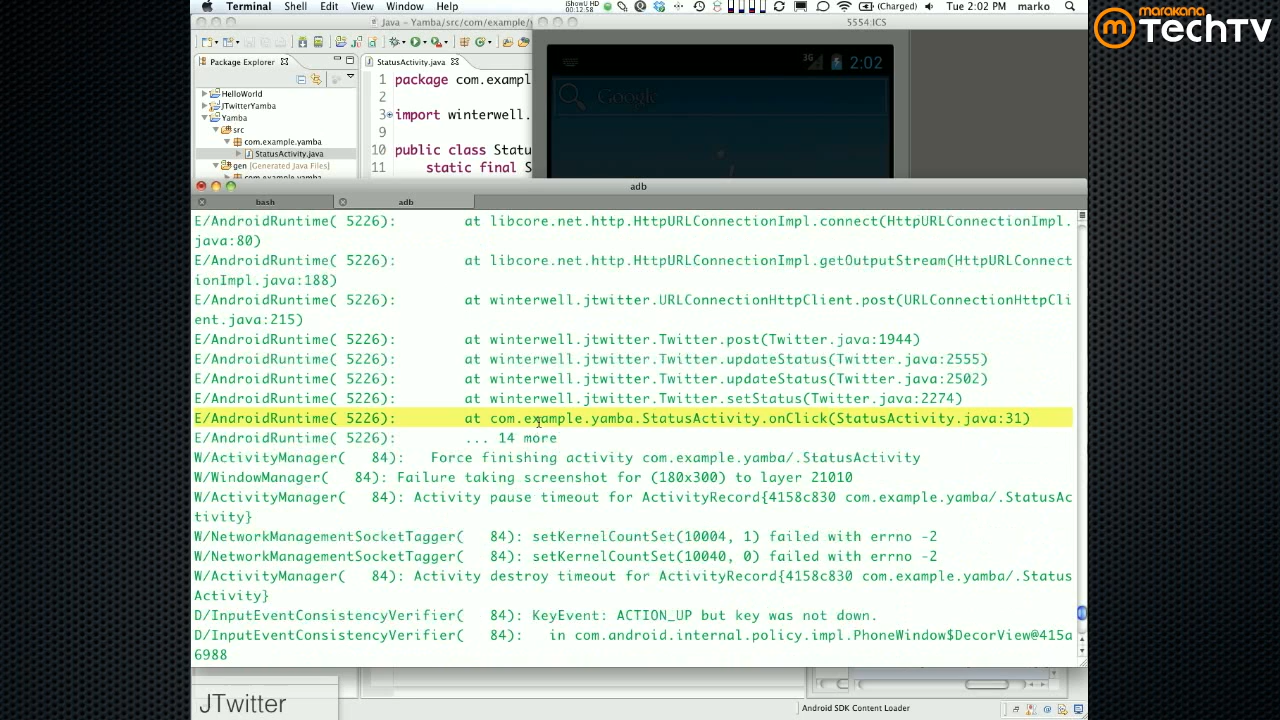 Terminal Shell Edit View Window Help
iShowU HD
00:12:58
(Charged) Tue 2:02 PM marko
marakana
TechTV
Java – Yamba/src/com/example/
5554:ICS
Package Explorer
StatusActivity.java
3G 2:02
HelloWorld
JTwitterYamba
Yamba
src
com.example.yamba
StatusActivity.java
gen [Generated Java Files]
com.example.yamba
1 package com.exampl
2
3 import winterwell.
9
10 public class Statu
11 static final S
Google
adb
bash
adb
E/AndroidRuntime( 5226): at libcore.net.http.HttpURLConnectionImpl.connect(HttpURLConnectionImpl.
java:80)
E/AndroidRuntime( 5226): at libcore.net.http.HttpURLConnectionImpl.getOutputStream(HttpURLConnect
ionImpl.java:188)
E/AndroidRuntime( 5226): at winterwell.jtwitter.URLConnectionHttpClient.post(URLConnectionHttpCli
ent.java:215)
E/AndroidRuntime( 5226): at winterwell.jtwitter.Twitter.post(Twitter.java:1944)
E/AndroidRuntime( 5226): at winterwell.jtwitter.Twitter.updateStatus(Twitter.java:2555)
E/AndroidRuntime( 5226): at winterwell.jtwitter.Twitter.updateStatus(Twitter.java:2502)
E/AndroidRuntime( 5226): at winterwell.jtwitter.Twitter.setStatus(Twitter.java:2274)
E/AndroidRuntime( 5226): at com.example.yamba.StatusActivity.onClick(StatusActivity.java:31)
E/AndroidRuntime( 5226): ... 14 more
W/ActivityManager( 84): Force finishing activity com.example.yamba/.StatusActivity
W/WindowManager( 84): Failure taking screenshot for (180x300) to layer 21010
W/ActivityManager( 84): Activity pause timeout for ActivityRecord{4158c830 com.example.yamba/.StatusAc
tivity}
W/NetworkManagementSocketTagger( 84): setKernelCountSet(10004, 1) failed with errno -2
W/NetworkManagementSocketTagger( 84): setKernelCountSet(10040, 0) failed with errno -2
W/ActivityManager( 84): Activity destroy timeout for ActivityRecord{4158c830 com.example.yamba/.Status
Activity}
D/InputEventConsistencyVerifier( 84): KeyEvent: ACTION_UP but key was not down.
D/InputEventConsistencyVerifier( 84): in com.android.internal.policy.impl.PhoneWindow$DecorView@415a
6988
JTwitter
Android SDK Content Loader